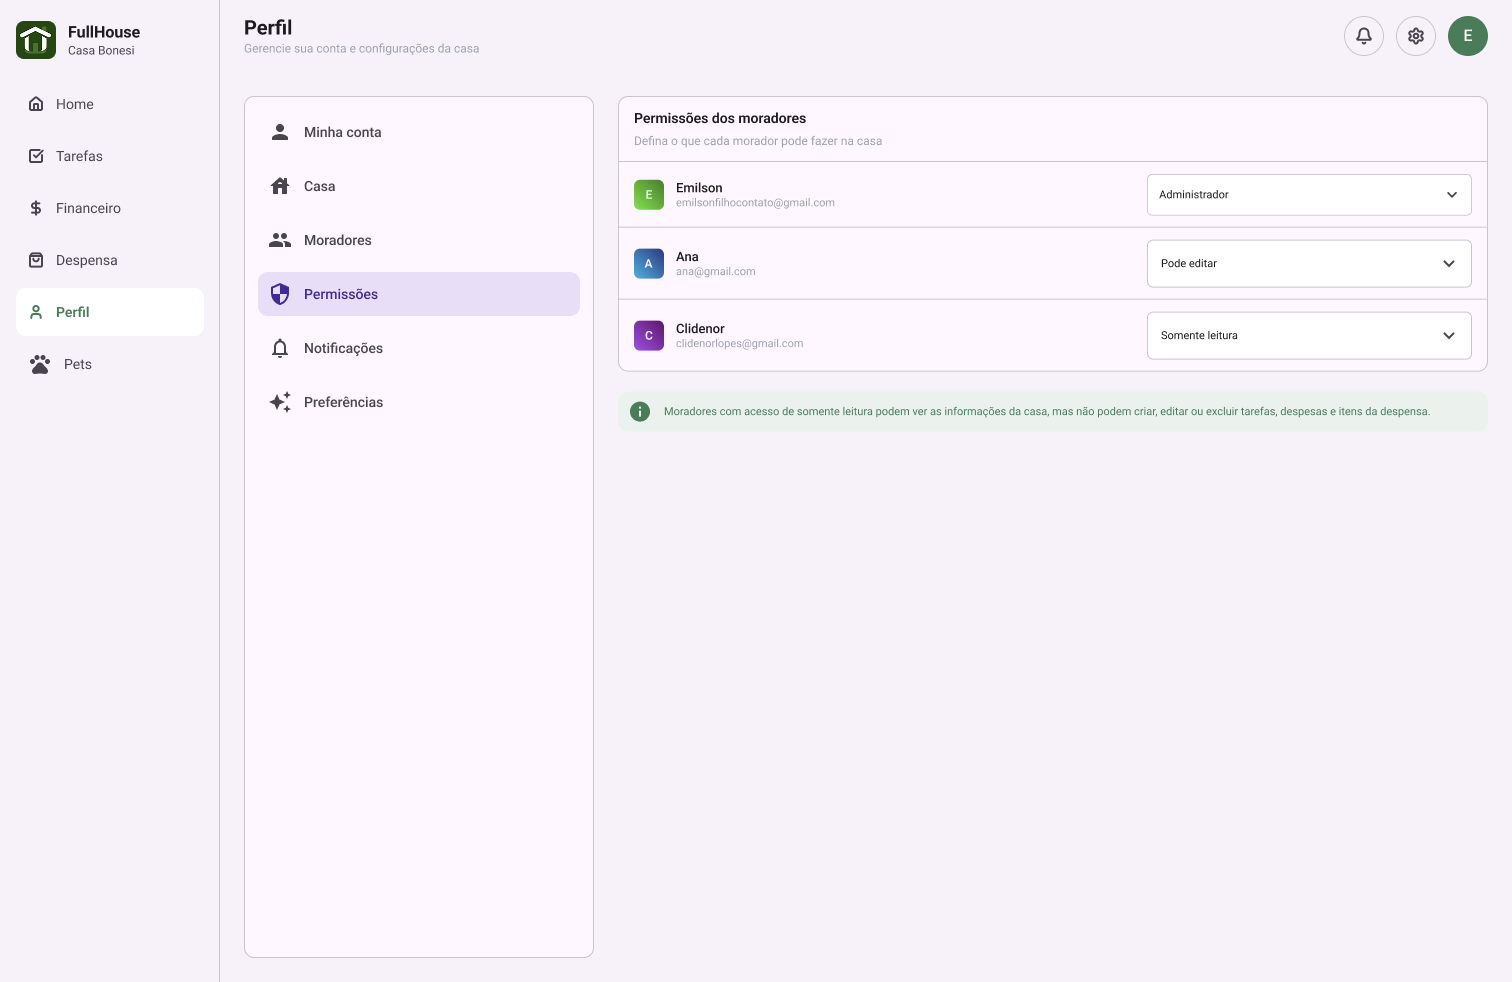 FullHouse
Casa Bonesi
Home
Tarefas
Financeiro
Despensa
Perfil
Pets
Perfil
Gerencie sua conta e configurações da casa
E
Minha conta
Casa
Moradores
Permissões
Notificações
Preferências
Permissões dos moradores
Defina o que cada morador pode fazer na casa
E
Emilson
emilsonfilhocontato@gmail.com
Administrador
A
Ana
ana@gmail.com
Pode editar
C
Clidenor
clidenorlopes@gmail.com
Somente leitura
Moradores com acesso de somente leitura podem ver as informações da casa, mas não podem criar, editar ou excluir tarefas, despesas e itens da despensa.